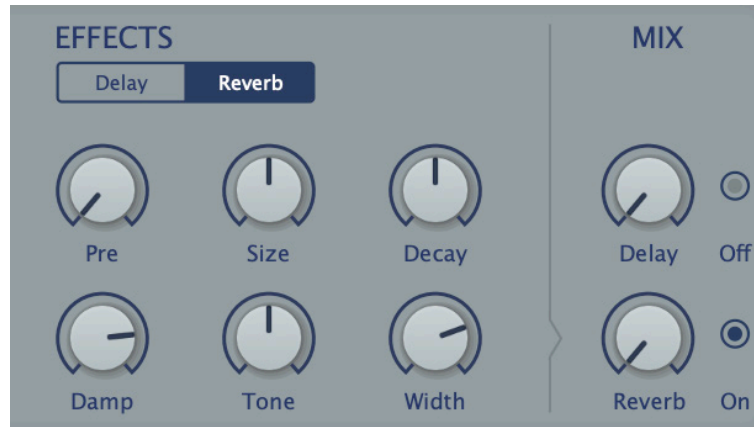 EFFECTS
MIX
Delay
Reverb
Pre
Size
Decay
Delay
Off
Damp
Tone
Width
Reverb
On